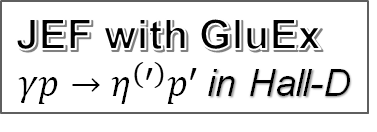 JEF with GluEx
γp → η⁽′⁾p′ in Hall-D